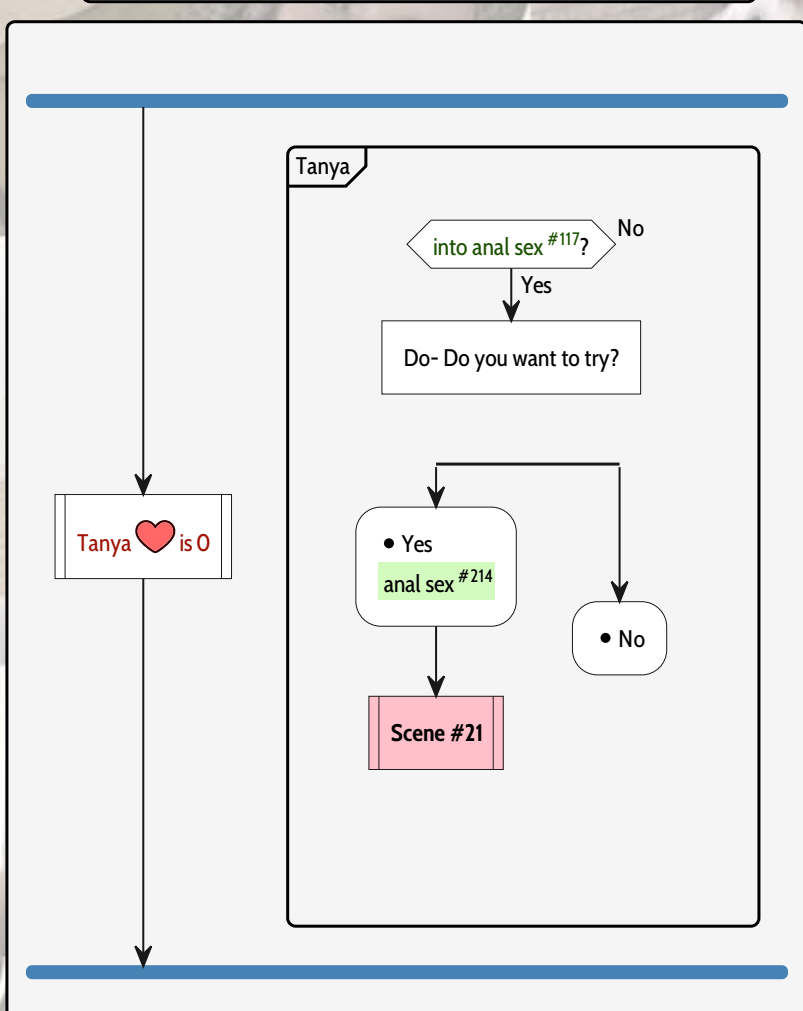 Tanya
into anal sex #117?
No
Yes
Do- Do you want to try?
Tanya ❤ is 0
• Yes
anal sex #214
• No
Scene #21